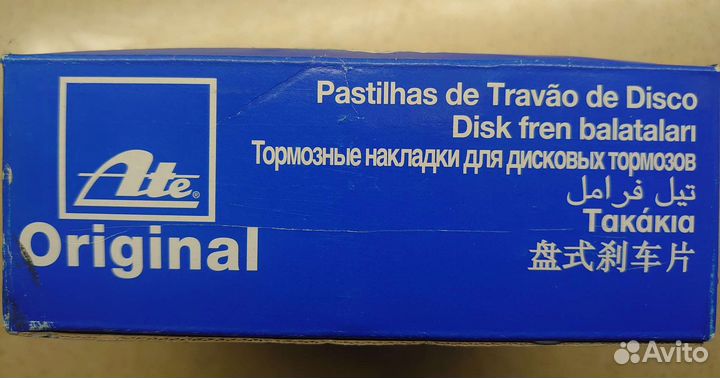 Ate®
Original
Pastilhas de Travão de Disco
Disk fren balataları
Тормозные накладки для дисковых тормозов
تيل فرامل
Τακάκια
盘式刹车片
Avito